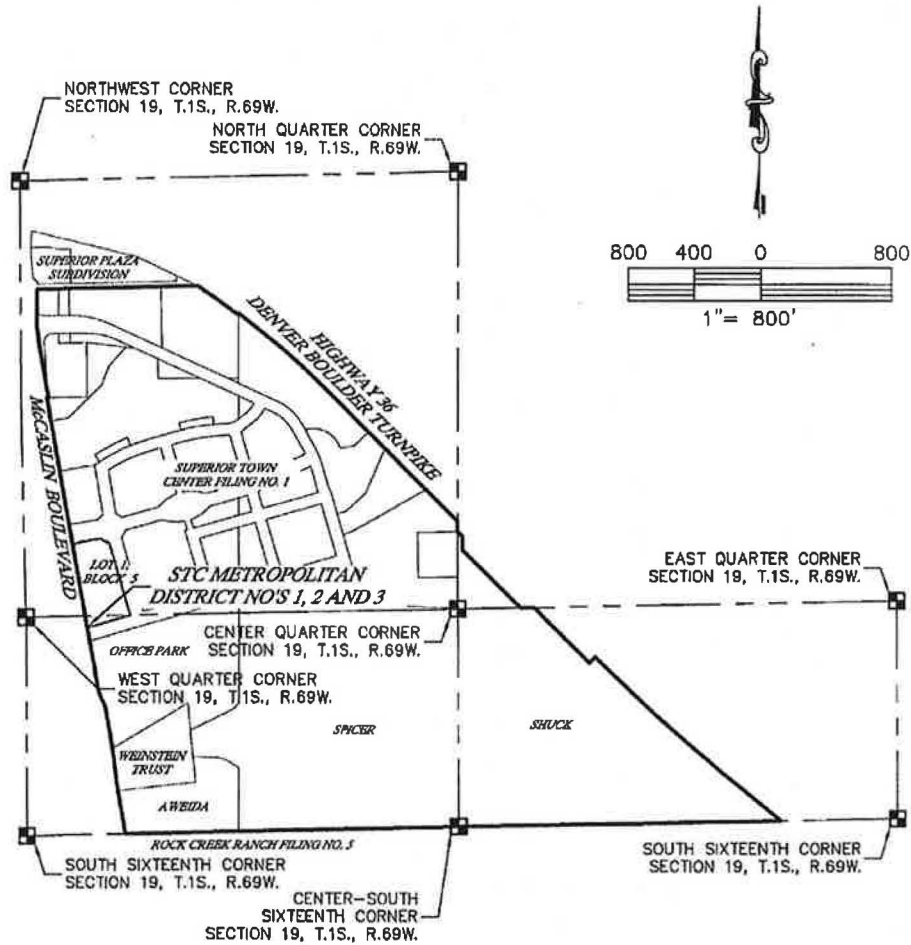 NORTHWEST CORNER
SECTION 19, T.1S., R.69W.
NORTH QUARTER CORNER
SECTION 19, T.1S., R.69W.
800 400 0 800
1"= 800'
SUPERIOR PLAZA
SUBDIVISION
HIGHWAY 36
DENVER BOULDER TURNPIKE
McCASLIN BOULEVARD
SUPERIOR TOWN
CENTER FILING NO. 1
LOT 1,
BLOCK 5
STC METROPOLITAN
DISTRICT NO'S 1, 2 AND 3
EAST QUARTER CORNER
SECTION 19, T.1S., R.69W.
CENTER QUARTER CORNER
SECTION 19, T.1S., R.69W.
OFFICE PARK
WEST QUARTER CORNER
SECTION 19, T.1S., R.69W.
SPICER
SHUCK
WEINSTEIN
TRUST
AWEIDA
ROCK CREEK RANCH FILING NO. 5
SOUTH SIXTEENTH CORNER
SECTION 19, T.1S., R.69W.
SOUTH SIXTEENTH CORNER
SECTION 19, T.1S., R.69W.
CENTER-SOUTH
SIXTEENTH CORNER
SECTION 19, T.1S., R.69W.